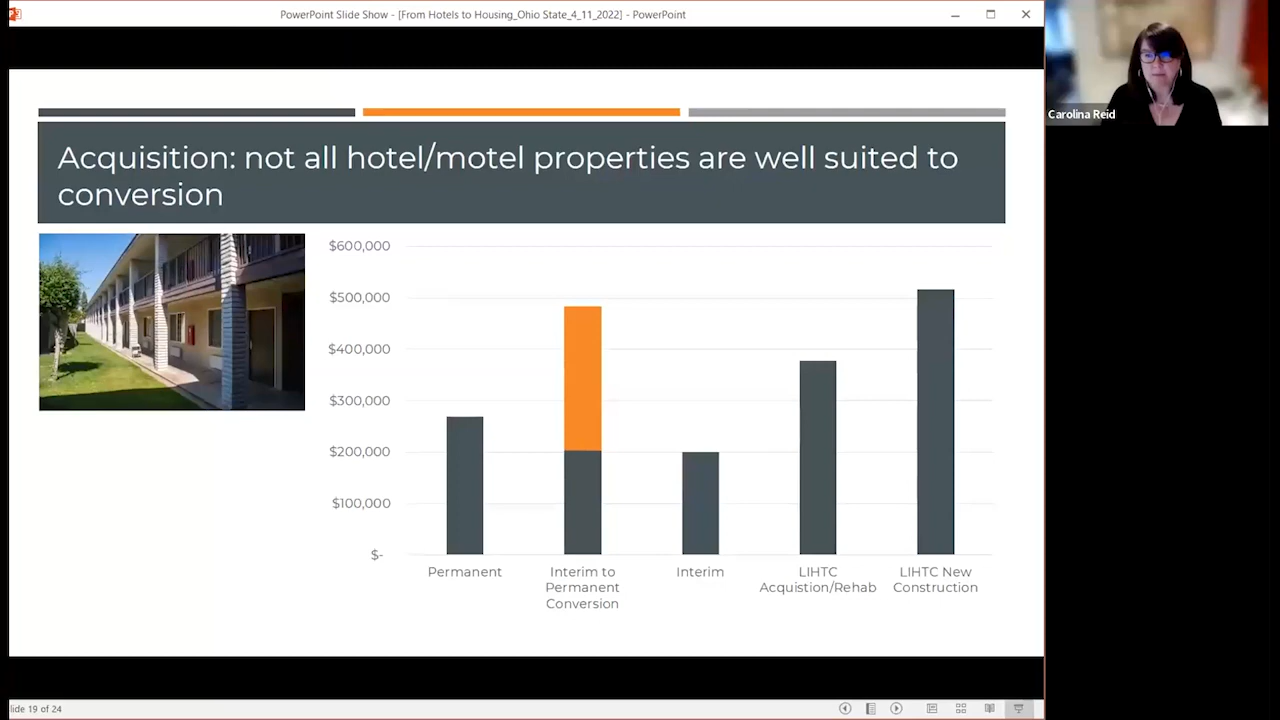 PowerPoint Slide Show - [From Hotels to Housing_Ohio State_4_11_2022] - PowerPoint
Carolina Reid
Acquisition: not all hotel/motel properties are well suited to
conversion
$600,000
$500,000
$400,000
$300,000
$200,000
$100,000
$-
Permanent
Interim to
Permanent
Conversion
Interim
LIHTC
Acquistion/Rehab
LIHTC New
Construction
lide 19 of 24